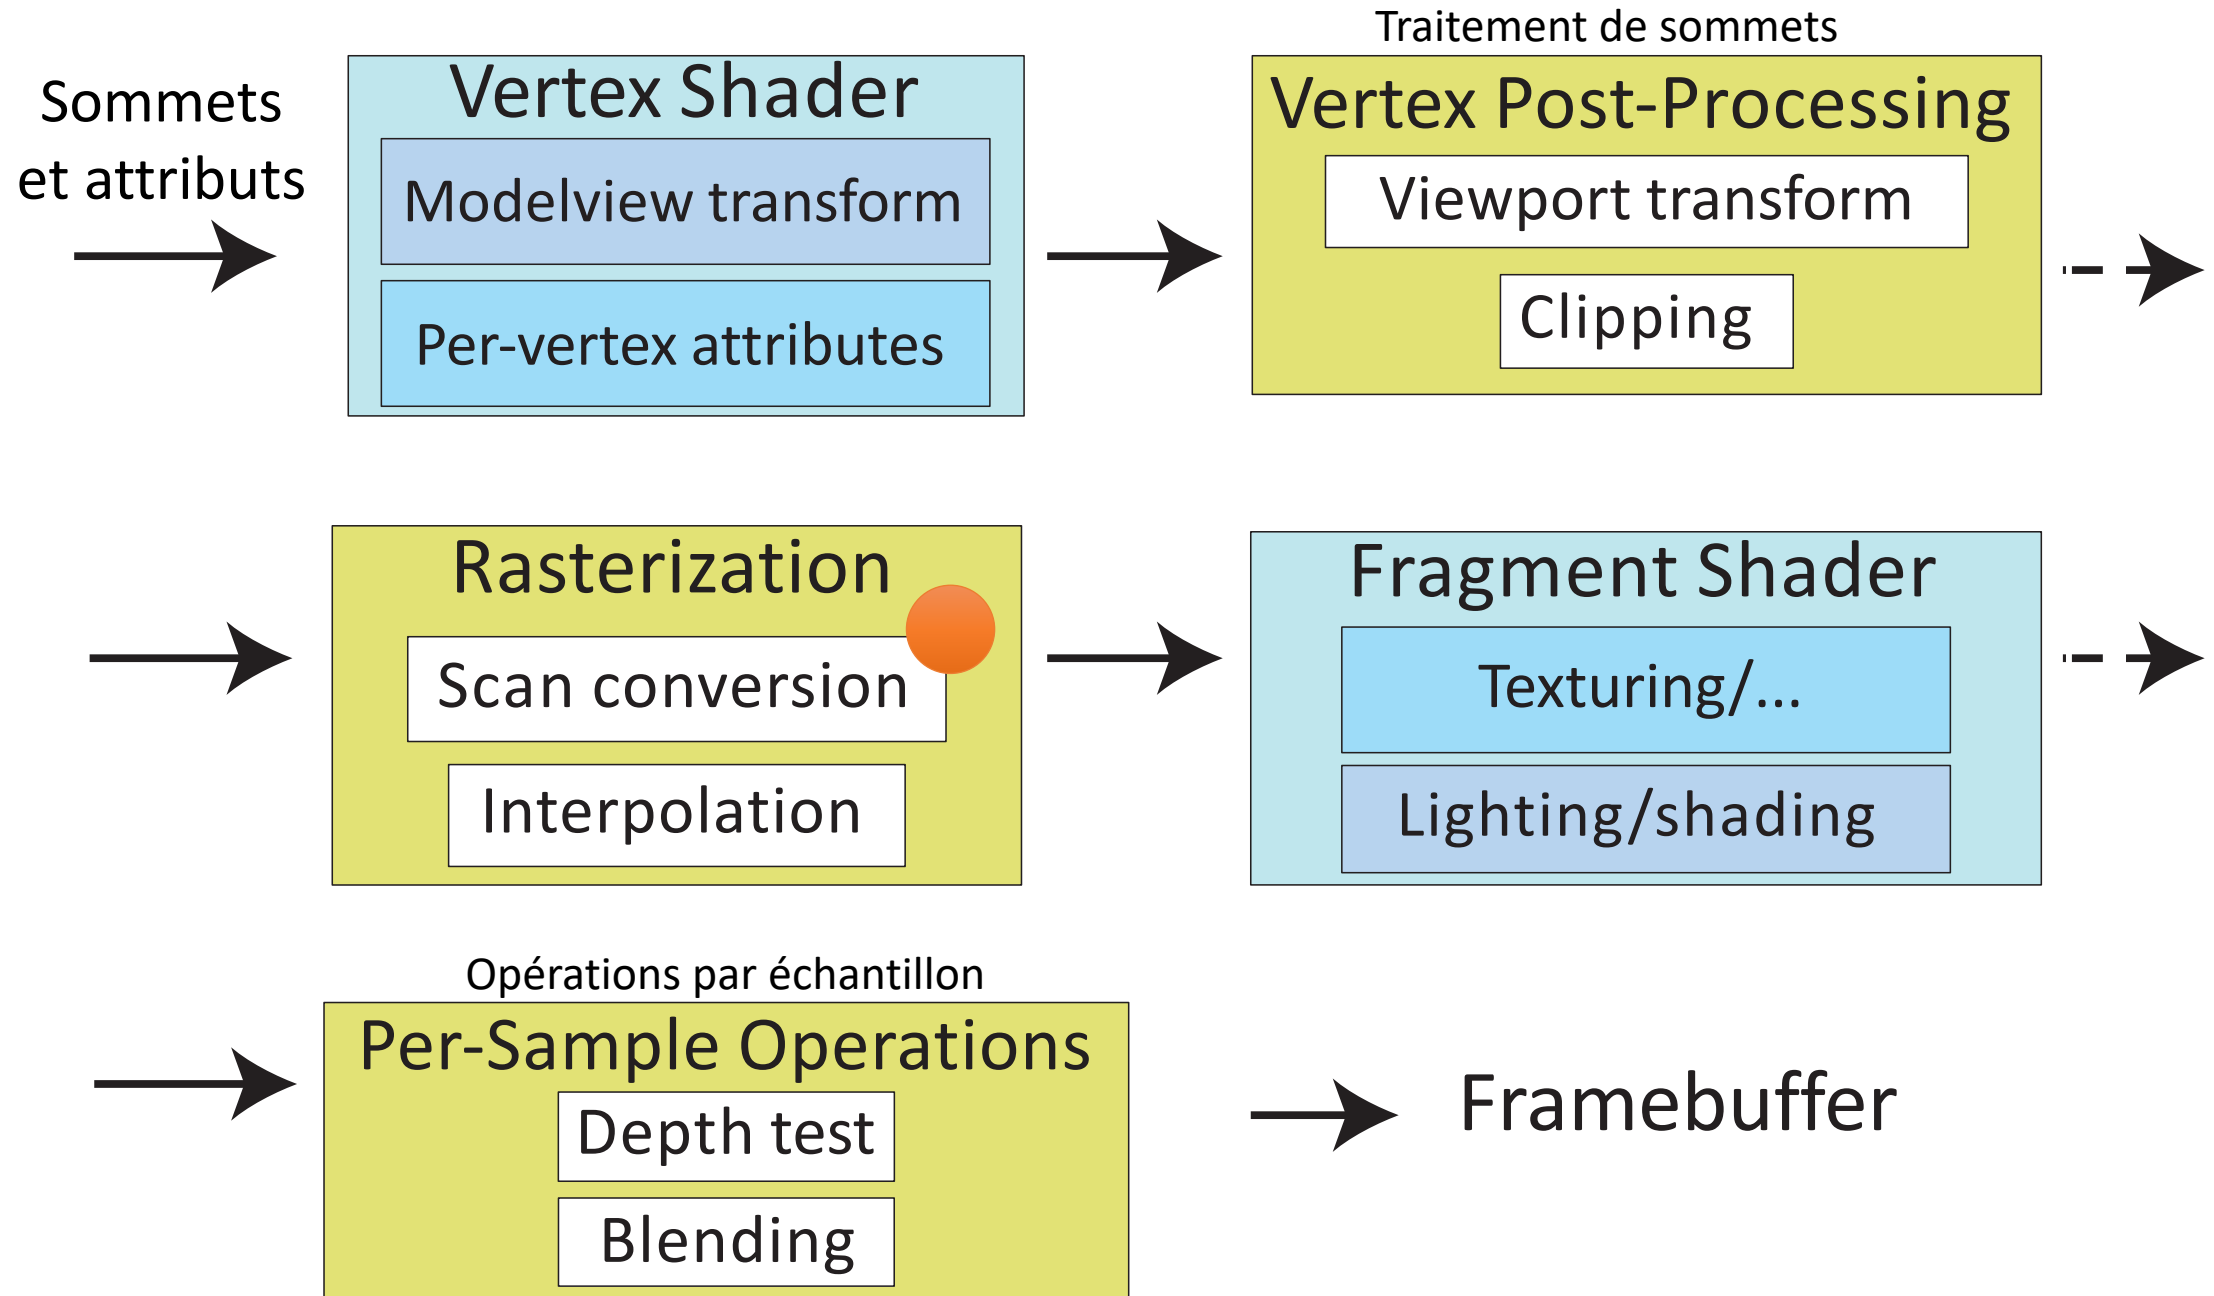 Sommets
et attributs
Vertex Shader
Modelview transform
Per-vertex attributes
Traitement de sommets
Vertex Post-Processing
Viewport transform
Clipping
Rasterization
Scan conversion
Interpolation
Fragment Shader
Texturing/...
Lighting/shading
Opérations par échantillon
Per-Sample Operations
Depth test
Blending
Framebuffer